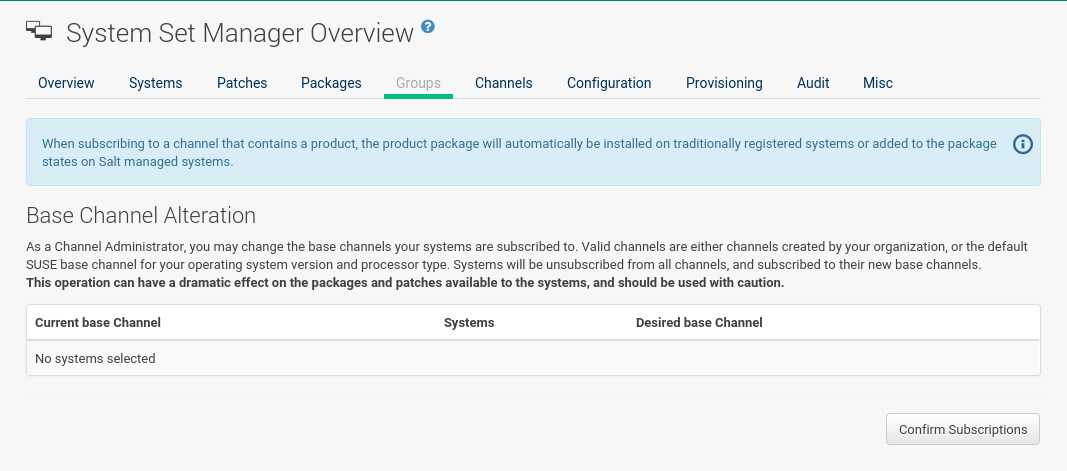 System Set Manager Overview ?
Overview Systems Patches Packages Groups Channels Configuration Provisioning Audit Misc
When subscribing to a channel that contains a product, the product package will automatically be installed on traditionally registered systems or added to the package
states on Salt managed systems.
Base Channel Alteration
As a Channel Administrator, you may change the base channels your systems are subscribed to. Valid channels are either channels created by your organization, or the default
SUSE base channel for your operating system version and processor type. Systems will be unsubscribed from all channels, and subscribed to their new base channels.
This operation can have a dramatic effect on the packages and patches available to the systems, and should be used with caution.
Current base Channel Systems Desired base Channel
No systems selected
Confirm Subscriptions